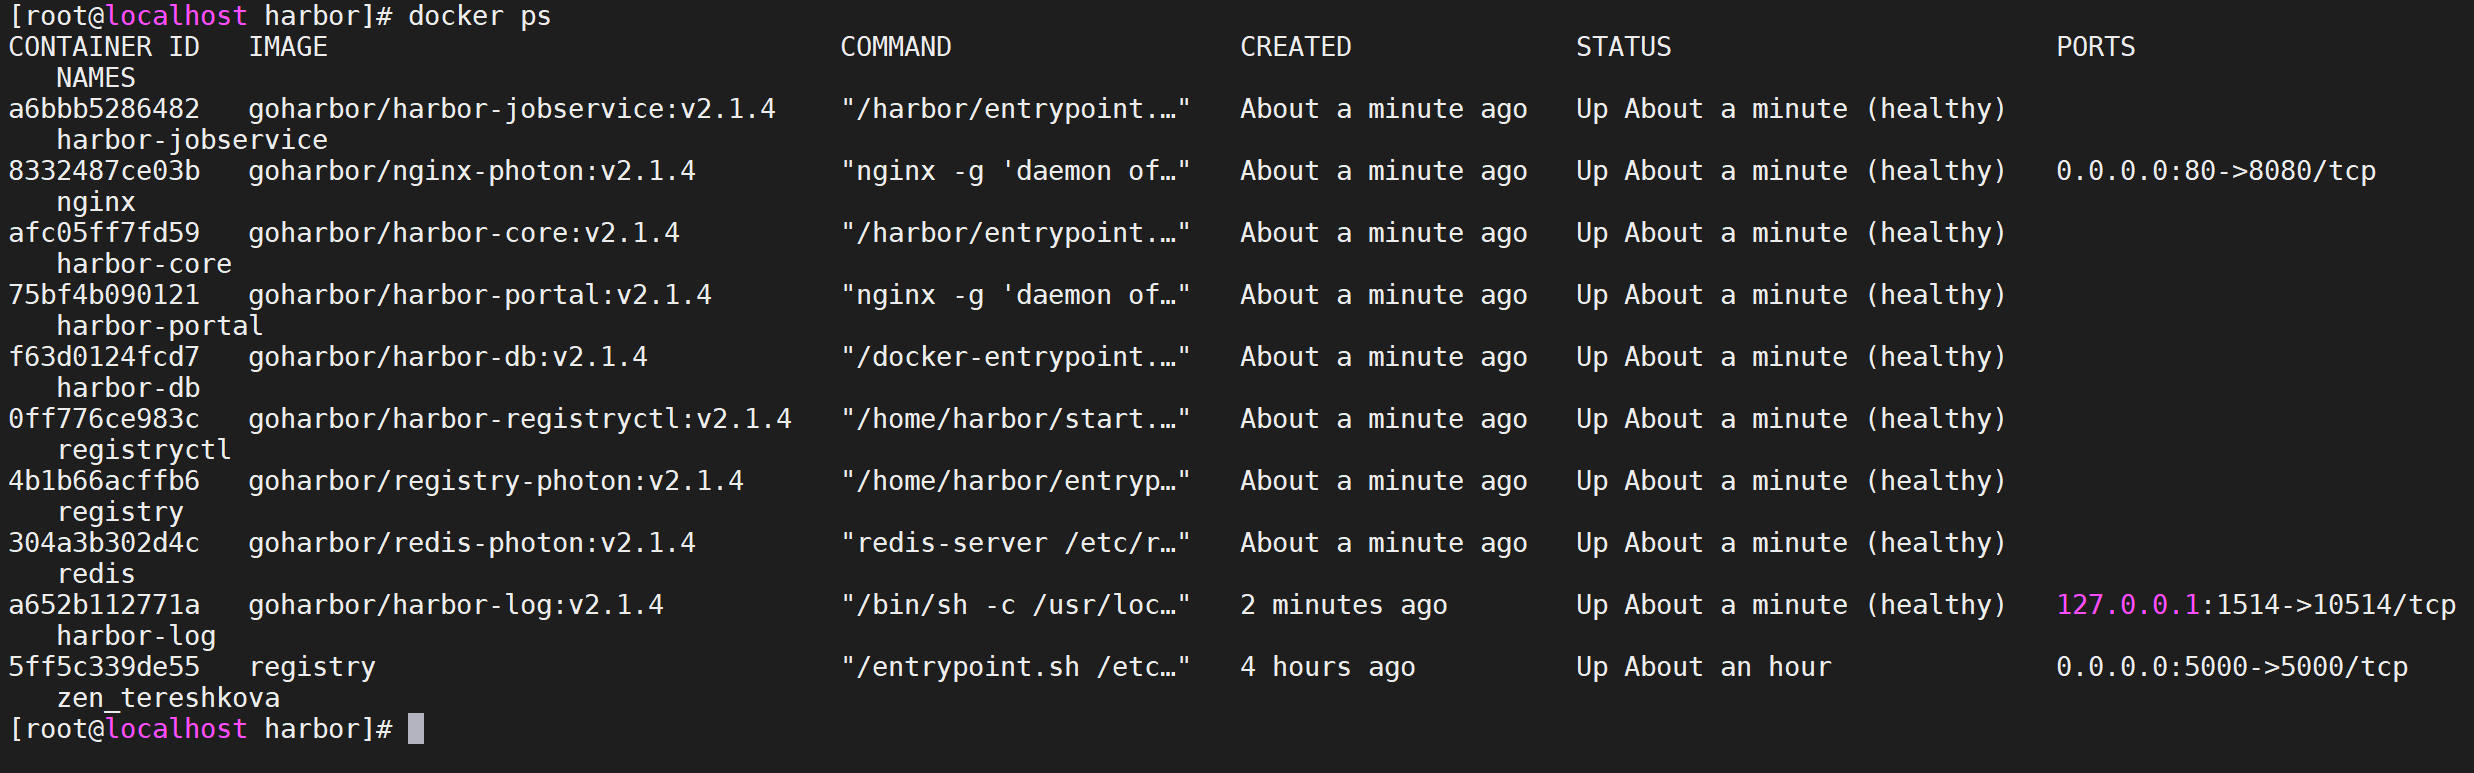 [root@localhost harbor]# docker ps
CONTAINER ID   IMAGE                                COMMAND                  CREATED              STATUS                        PORTS
   NAMES
a6bbb5286482   goharbor/harbor-jobservice:v2.1.4    "/harbor/entrypoint.…"   About a minute ago   Up About a minute (healthy)
   harbor-jobservice
8332487ce03b   goharbor/nginx-photon:v2.1.4         "nginx -g 'daemon of…"   About a minute ago   Up About a minute (healthy)   0.0.0.0:80->8080/tcp
   nginx
afc05ff7fd59   goharbor/harbor-core:v2.1.4          "/harbor/entrypoint.…"   About a minute ago   Up About a minute (healthy)
   harbor-core
75bf4b090121   goharbor/harbor-portal:v2.1.4        "nginx -g 'daemon of…"   About a minute ago   Up About a minute (healthy)
   harbor-portal
f63d0124fcd7   goharbor/harbor-db:v2.1.4            "/docker-entrypoint.…"   About a minute ago   Up About a minute (healthy)
   harbor-db
0ff776ce983c   goharbor/harbor-registryctl:v2.1.4   "/home/harbor/start.…"   About a minute ago   Up About a minute (healthy)
   registryctl
4b1b66acffb6   goharbor/registry-photon:v2.1.4      "/home/harbor/entryp…"   About a minute ago   Up About a minute (healthy)
   registry
304a3b302d4c   goharbor/redis-photon:v2.1.4         "redis-server /etc/r…"   About a minute ago   Up About a minute (healthy)
   redis
a652b112771a   goharbor/harbor-log:v2.1.4           "/bin/sh -c /usr/loc…"   2 minutes ago        Up About a minute (healthy)   127.0.0.1:1514->10514/tcp
   harbor-log
5ff5c339de55   registry                             "/entrypoint.sh /etc…"   4 hours ago          Up About an hour              0.0.0.0:5000->5000/tcp
   zen_tereshkova
[root@localhost harbor]#